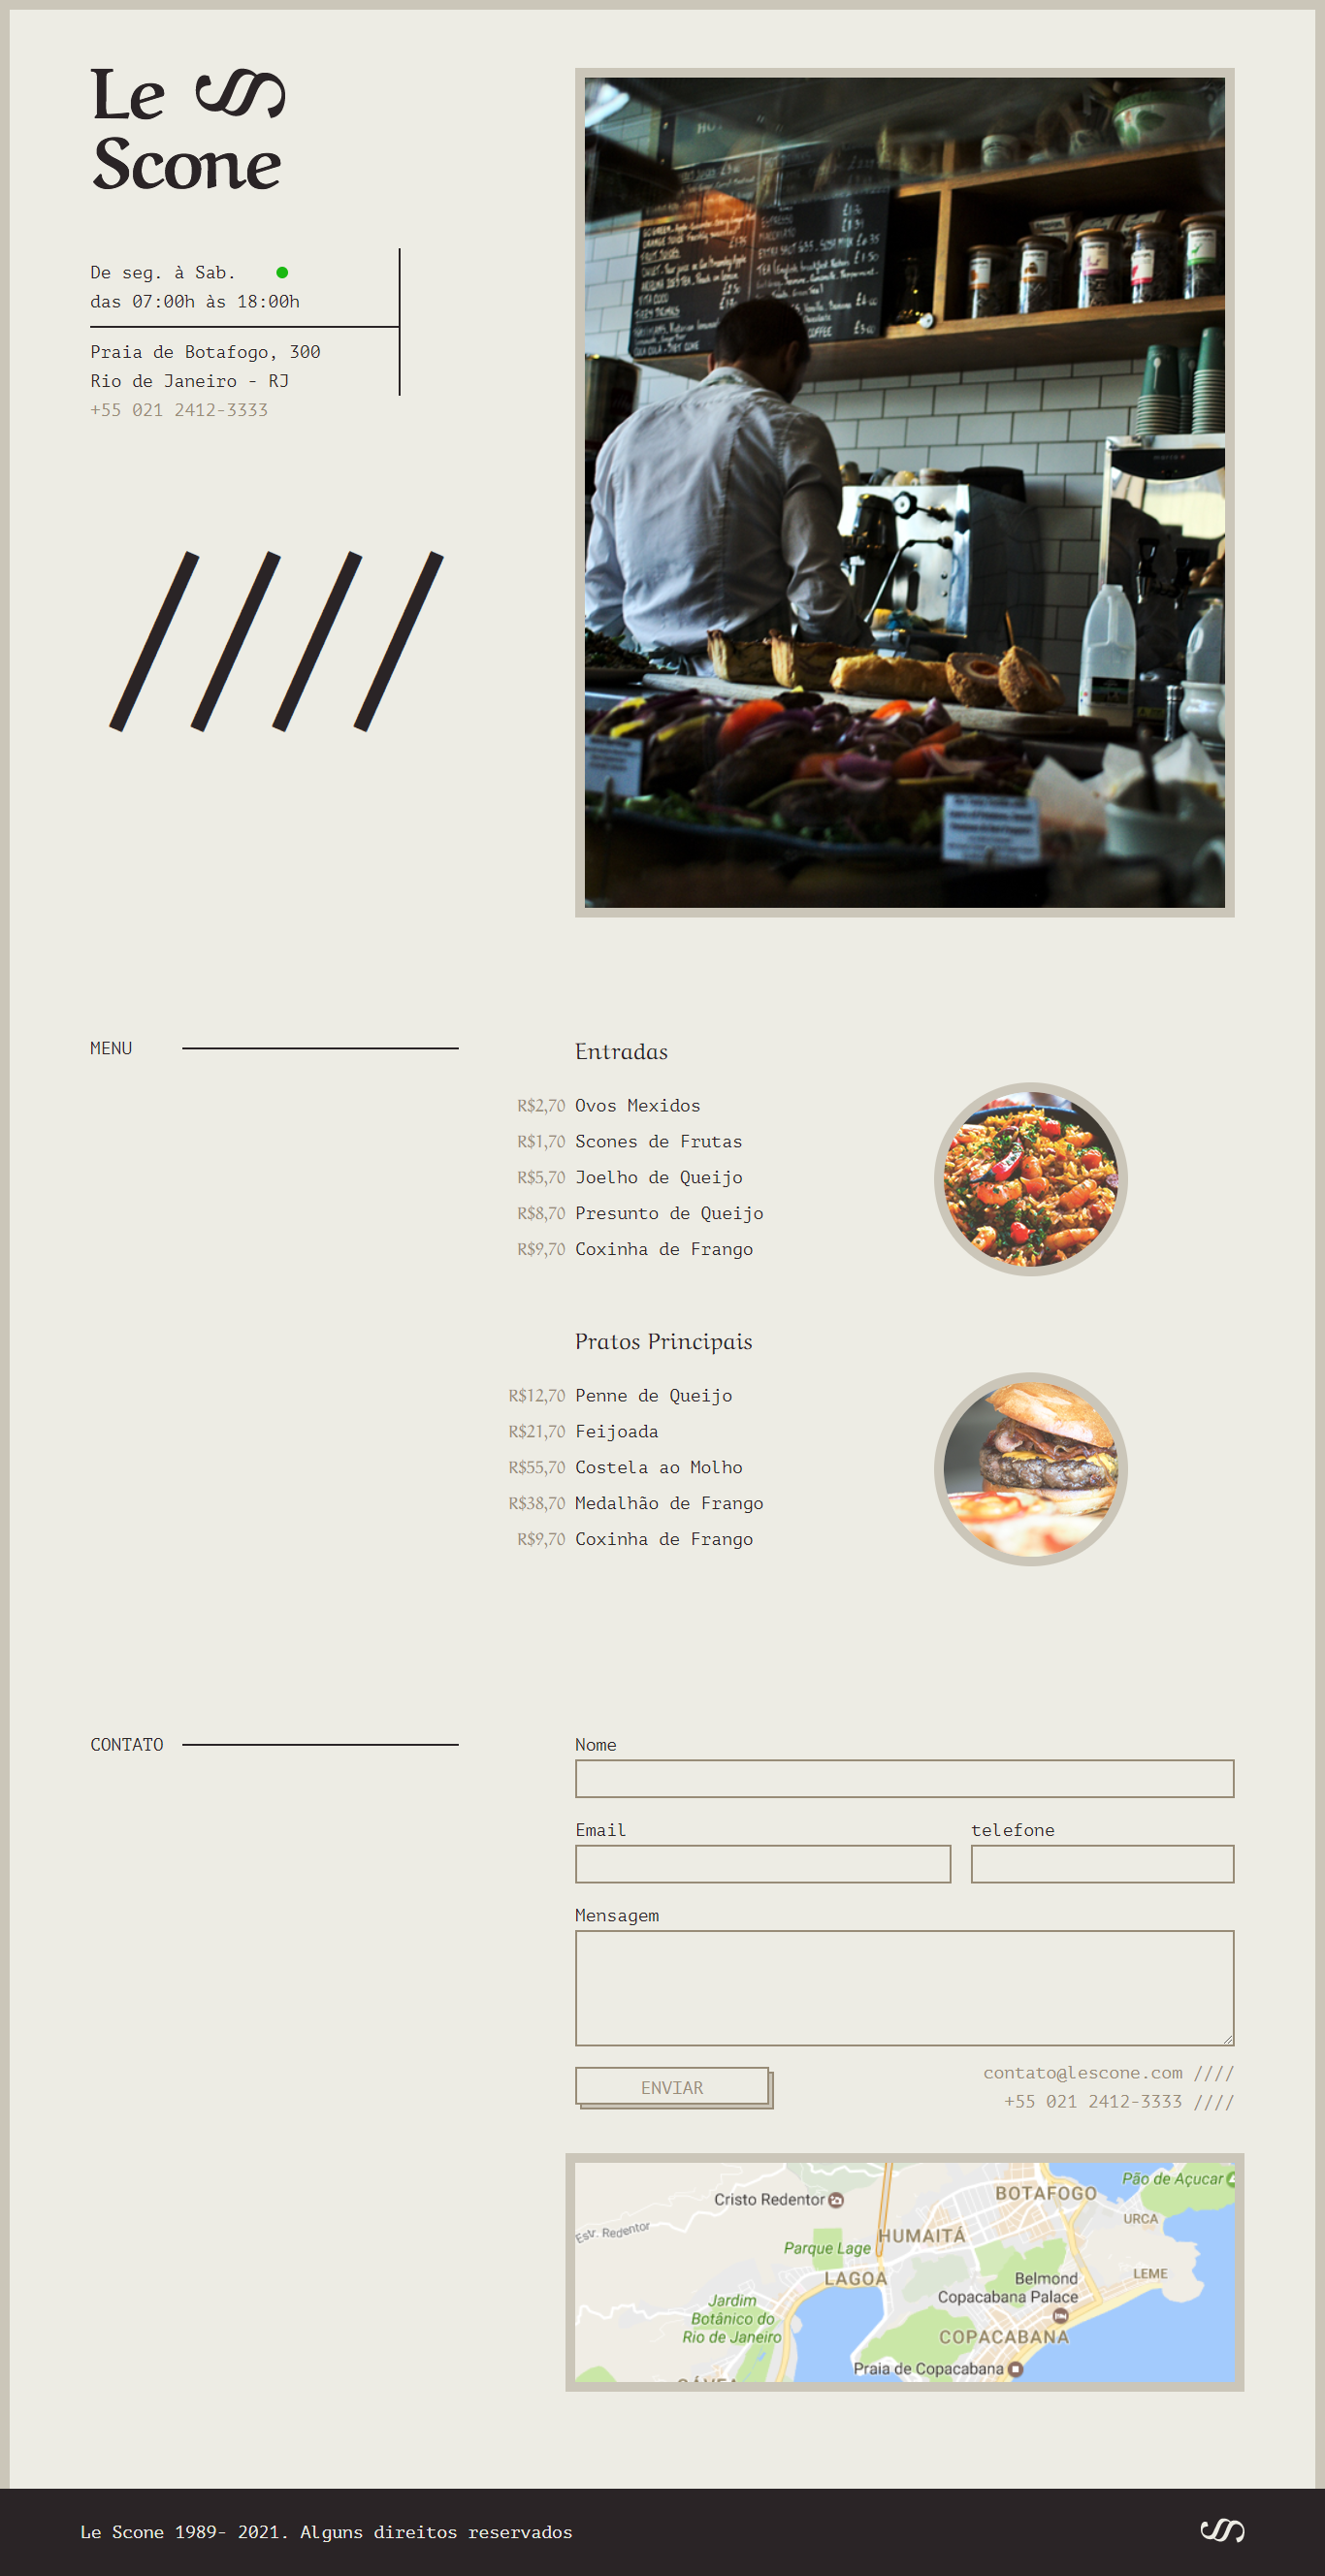 Le
Scone
De seg. à Sab.
das 07:00h às 18:00h
Praia de Botafogo, 300
Rio de Janeiro - RJ
+55 021 2412-3333
MENU
Entradas
R$2,70 Ovos Mexidos
R$1,70 Scones de Frutas
R$5,70 Joelho de Queijo
R$8,70 Presunto de Queijo
R$9,70 Coxinha de Frango
Pratos Principais
R$12,70 Penne de Queijo
R$21,70 Feijoada
R$55,70 Costela ao Molho
R$38,70 Medalhão de Frango
R$9,70 Coxinha de Frango
CONTATO
Nome
Email telefone
Mensagem
ENVIAR
contato@lescone.com ////
+55 021 2412-3333 ////
Pão de Açucar
Cristo Redentor
BOTAFOGO
URCA
Estr. Redentor
HUMAITÁ
Parque Lage
LAGOA
Belmond
Copacabana Palace
LEME
Jardim
Botânico do
Rio de Janeiro
COPACABANA
Praia de Copacabana
Le Scone 1989- 2021. Alguns direitos reservados